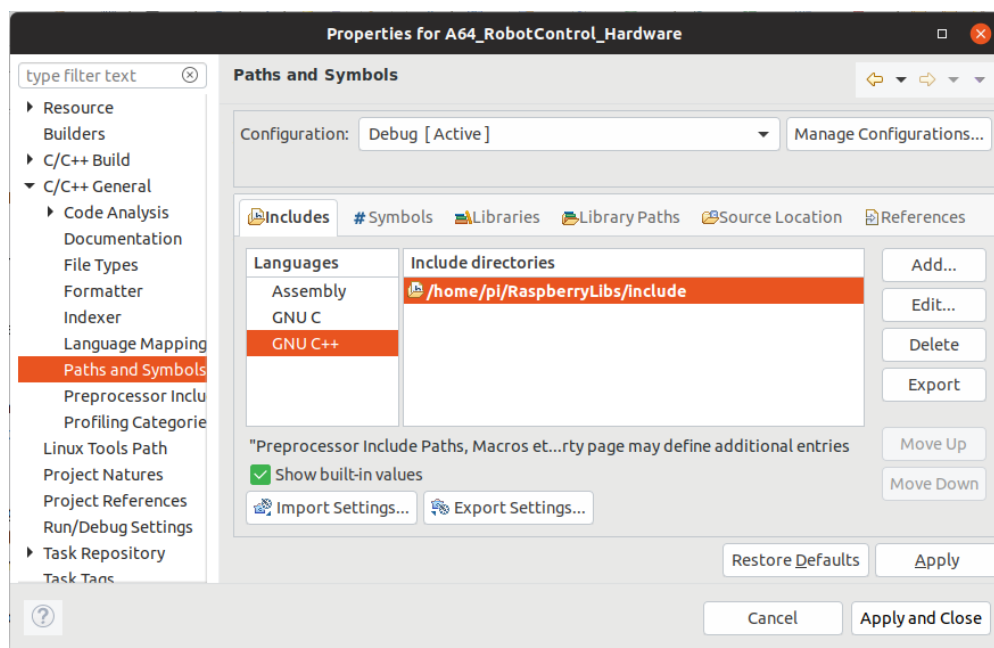 Properties for A64_RobotControl_Hardware
type filter text
Resource
Builders
C/C++ Build
C/C++ General
Code Analysis
Documentation
File Types
Formatter
Indexer
Language Mapping
Paths and Symbols
Preprocessor Inclu
Profiling Categorie
Linux Tools Path
Project Natures
Project References
Run/Debug Settings
Task Repository
Task Tags
Paths and Symbols
Configuration: Debug [ Active ] Manage Configurations...
Includes # Symbols Libraries Library Paths Source Location References
Languages Include directories
Assembly /home/pi/RaspberryLibs/include
GNU C
GNU C++
Add...
Edit...
Delete
Export
Move Up
Move Down
"Preprocessor Include Paths, Macros et...rty page may define additional entries
Show built-in values
Import Settings... Export Settings...
Restore Defaults Apply
? Cancel Apply and Close